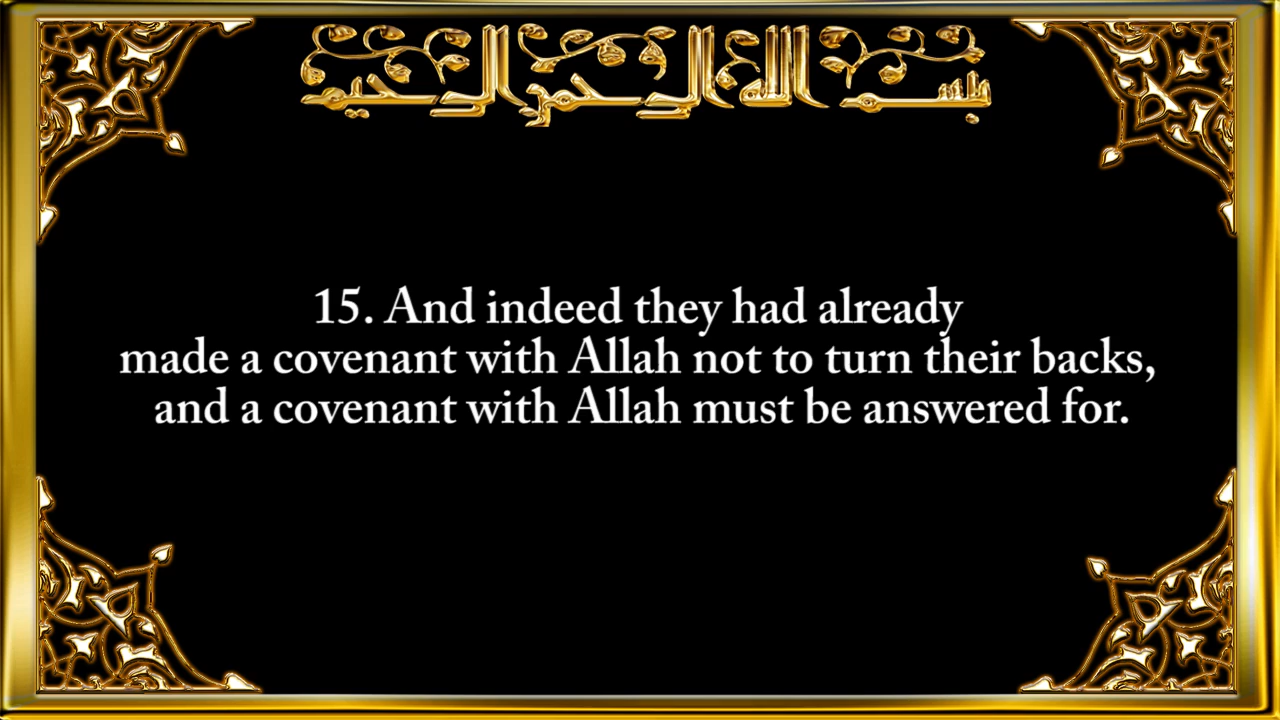 بسم الله الرحمن الرحيم
15. And indeed they had already
made a covenant with Allah not to turn their backs,
and a covenant with Allah must be answered for.